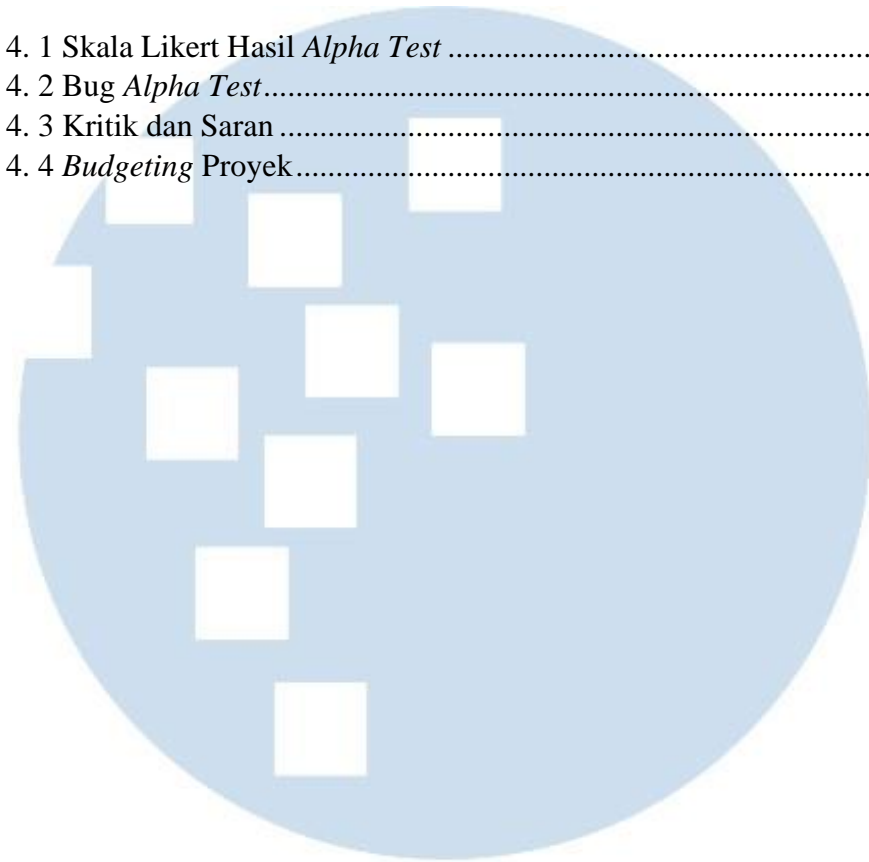 4. 1 Skala Likert Hasil Alpha Test ......................................................
4. 2 Bug Alpha Test..............................................................................
4. 3 Kritik dan Saran ............................................................................
4. 4 Budgeting Proyek..........................................................................